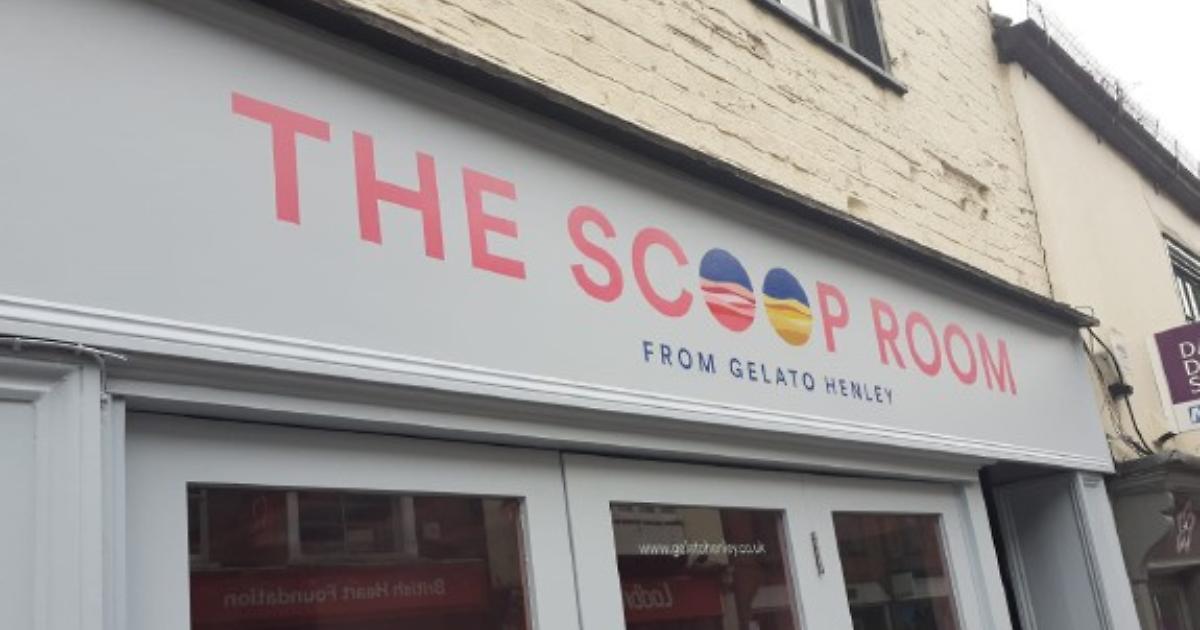 THE SCOOP ROOM
FROM GELATO HENLEY
www.gelatohenley.co.uk
British Heart Foundation